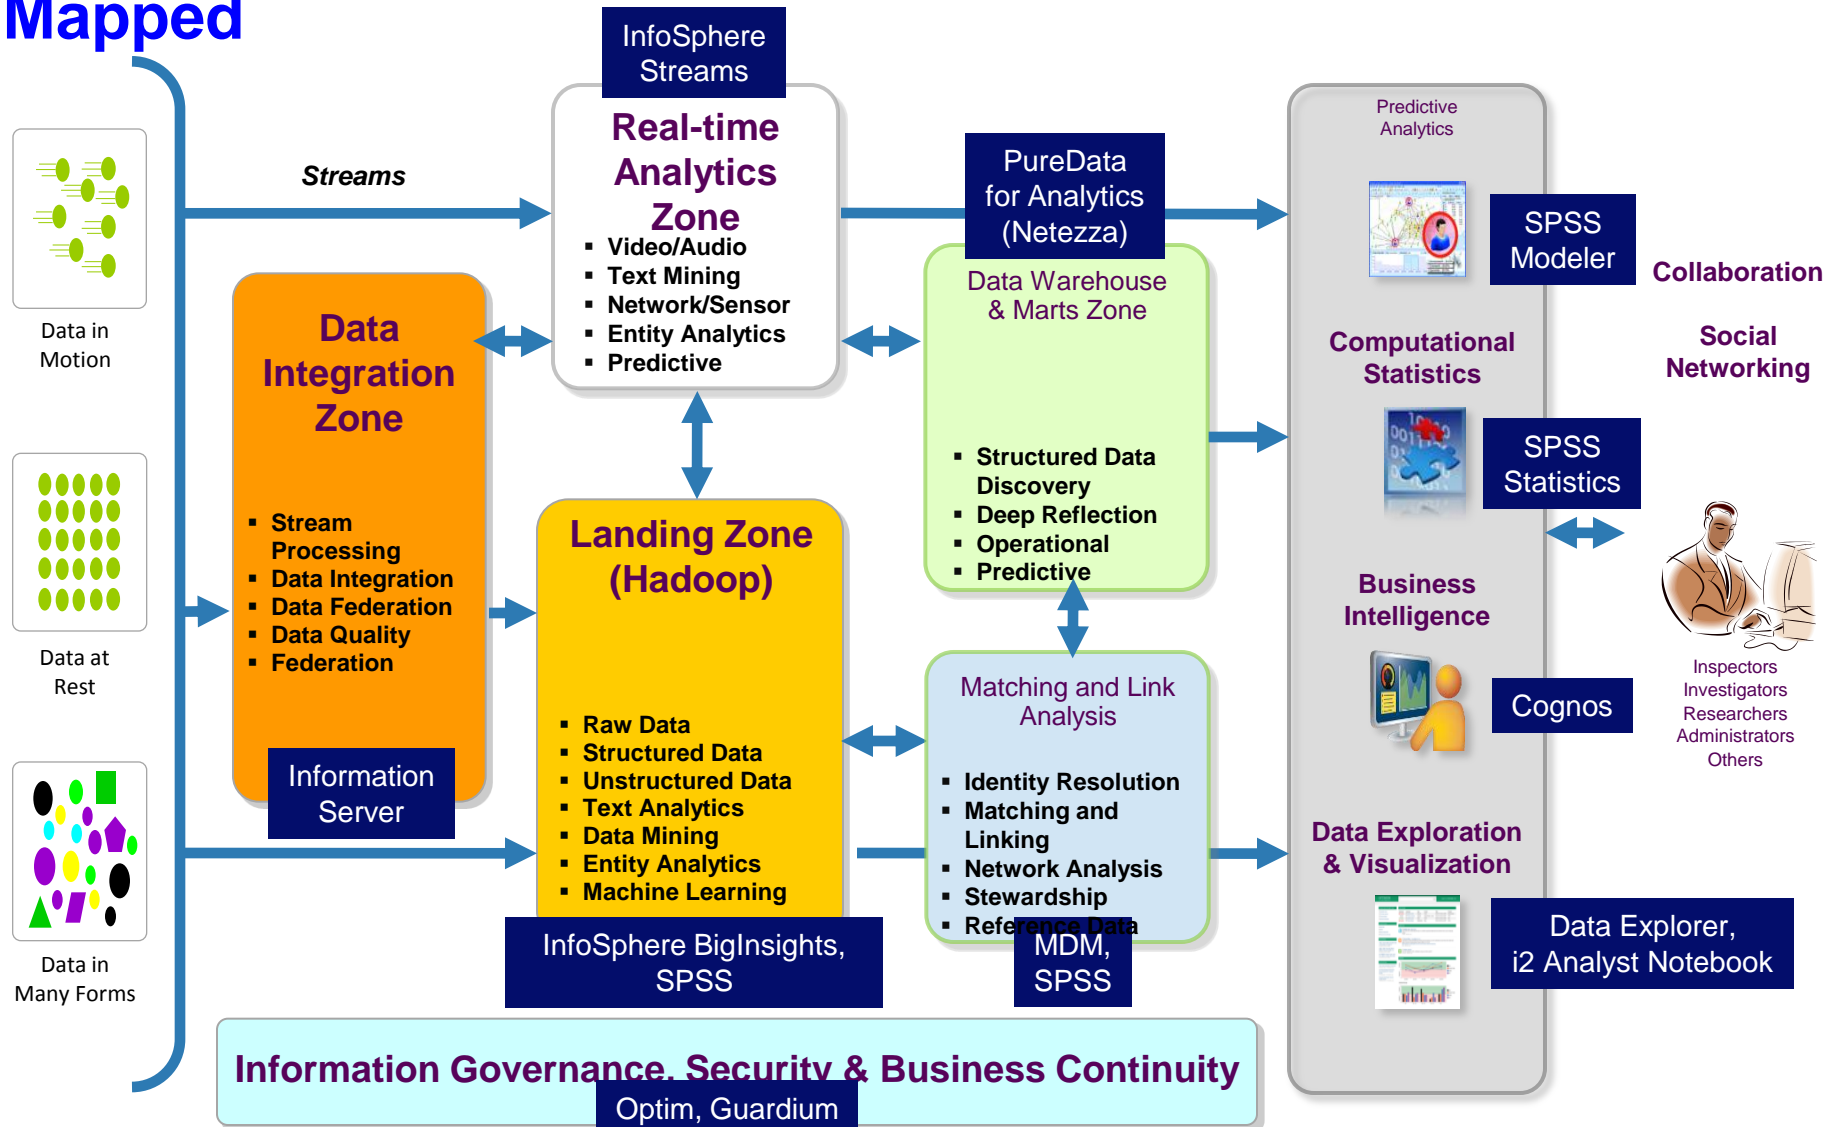 Mapped
Data in
Motion
Data at
Rest
Data in
Many Forms
Streams
Data
Integration
Zone
▪ Stream
Processing
▪ Data Integration
▪ Data Federation
▪ Data Quality
▪ Federation
Information
Server
InfoSphere
Streams
Real-time
Analytics
Zone
▪ Video/Audio
▪ Text Mining
▪ Network/Sensor
▪ Entity Analytics
▪ Predictive
Landing Zone
(Hadoop)
▪ Raw Data
▪ Structured Data
▪ Unstructured Data
▪ Text Analytics
▪ Data Mining
▪ Entity Analytics
▪ Machine Learning
InfoSphere BigInsights,
SPSS
PureData
for Analytics
(Netezza)
Data Warehouse
& Marts Zone
▪ Structured Data
Discovery
▪ Deep Reflection
▪ Operational
▪ Predictive
Matching and Link
Analysis
▪ Identity Resolution
▪ Matching and
Linking
▪ Network Analysis
▪ Stewardship
▪ Reference Data
MDM,
SPSS
Predictive
Analytics
SPSS
Modeler
Computational
Statistics
SPSS
Statistics
Business
Intelligence
Cognos
Data Exploration
& Visualization
Data Explorer,
i2 Analyst Notebook
Collaboration
Social
Networking
Inspectors
Investigators
Researchers
Administrators
Others
Information Governance, Security & Business Continuity
Optim, Guardium